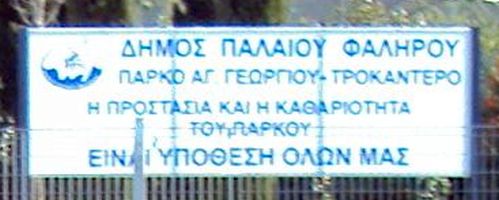 ΔΗΜΟΣ ΠΑΛΑΙΟΥ ΦΑΛΗΡΟΥ
ΠΑΡΚΟ ΑΓ. ΓΕΩΡΓΙΟΥ - ΤΡΟΚΑΝΤΕΡΟ
Η ΠΡΟΣΤΑΣΙΑ ΚΑΙ Η ΚΑΘΑΡΙΟΤΗΤΑ
ΤΟΥ ΠΑΡΚΟΥ
ΕΙΝΑΙ ΥΠΟΘΕΣΗ ΟΛΩΝ ΜΑΣ